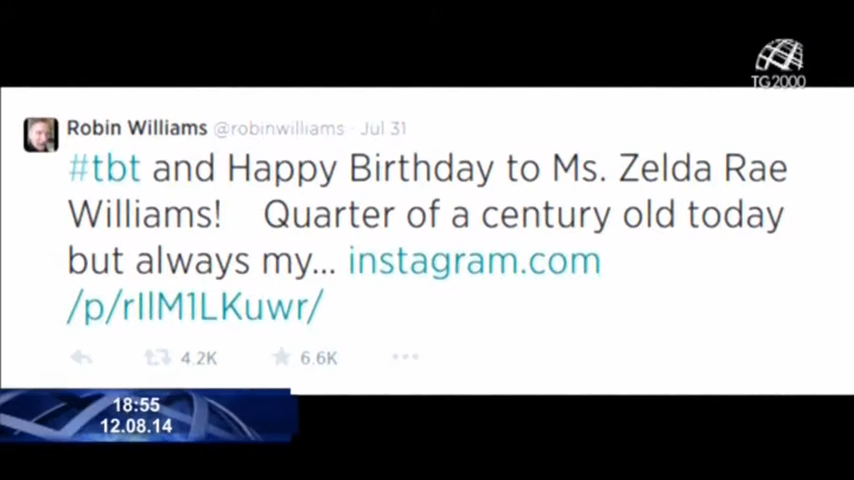 TG2000
Robin Williams @robinwilliams · Jul 31
#tbt and Happy Birthday to Ms. Zelda Rae
Williams! Quarter of a century old today
but always my... instagram.com
/p/rIlM1LKuwr/
4.2K 6.6K
18:55
12.08.14